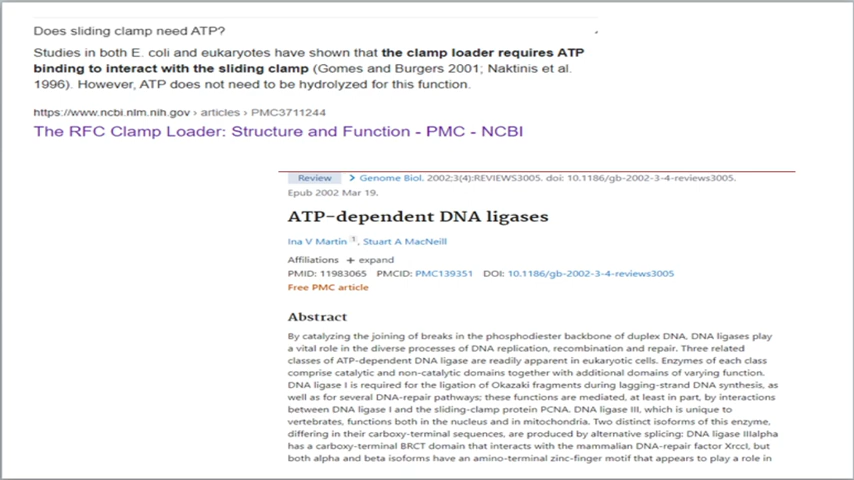 Does sliding clamp need ATP?
Studies in both E. coli and eukaryotes have shown that the clamp loader requires ATP
binding to interact with the sliding clamp (Gomes and Burgers 2001; Naktinis et al.
1996). However, ATP does not need to be hydrolyzed for this function.
https://www.ncbi.nlm.nih.gov › articles › PMC3711244
The RFC Clamp Loader: Structure and Function - PMC - NCBI
Review > Genome Biol. 2002;3(4):REVIEWS3005. doi: 10.1186/gb-2002-3-4-reviews3005.
Epub 2002 Mar 19.
ATP-dependent DNA ligases
Ina V Martin 1, Stuart A MacNeill
Affiliations + expand
PMID: 11983065 PMCID: PMC139351 DOI: 10.1186/gb-2002-3-4-reviews3005
Free PMC article
Abstract
By catalyzing the joining of breaks in the phosphodiester backbone of duplex DNA, DNA ligases play
a vital role in the diverse processes of DNA replication, recombination and repair. Three related
classes of ATP-dependent DNA ligase are readily apparent in eukaryotic cells. Enzymes of each class
comprise catalytic and non-catalytic domains together with additional domains of varying function.
DNA ligase I is required for the ligation of Okazaki fragments during lagging-strand DNA synthesis, as
well as for several DNA-repair pathways; these functions are mediated, at least in part, by interactions
between DNA ligase I and the sliding-clamp protein PCNA. DNA ligase III, which is unique to
vertebrates, functions both in the nucleus and in mitochondria. Two distinct isoforms of this enzyme,
differing in their carboxy-terminal sequences, are produced by alternative splicing: DNA ligase IIIalpha
has a carboxy-terminal BRCT domain that interacts with the mammalian DNA-repair factor XrccI, but
both alpha and beta isoforms have an amino-terminal zinc-finger motif that appears to play a role in